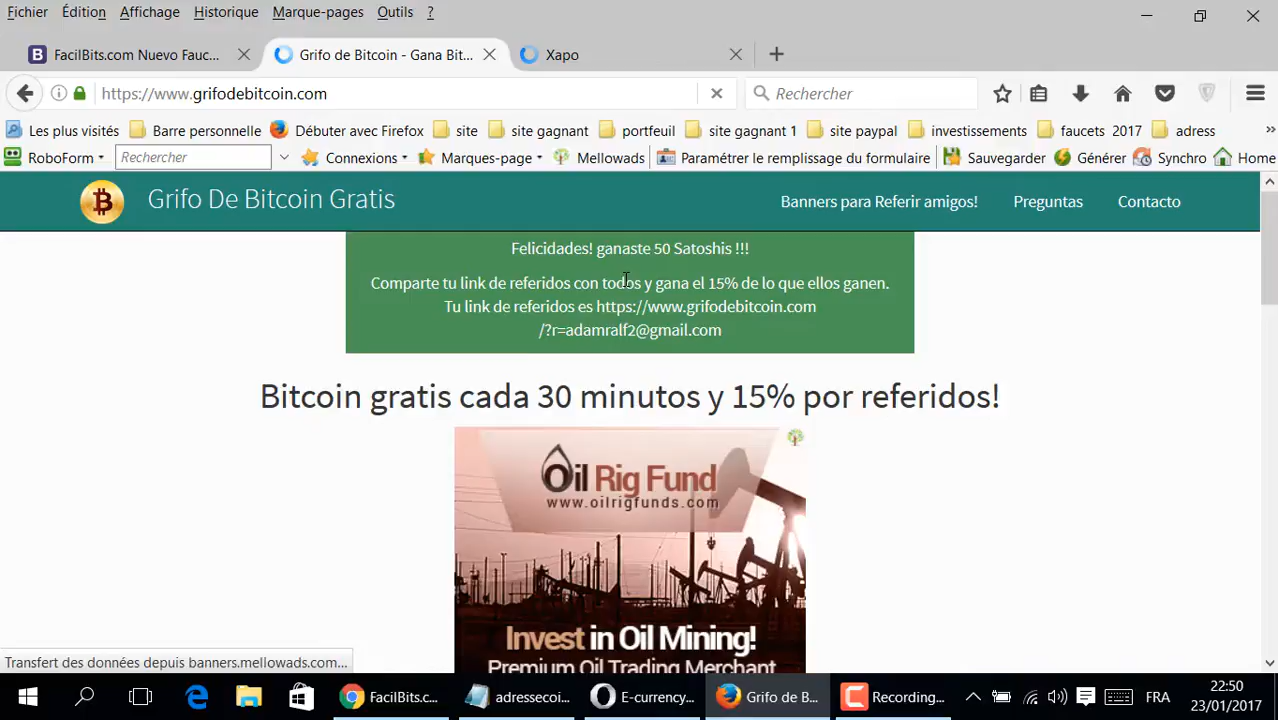 Fichier Édition Affichage Historique Marque-pages Outils ?
FacilBits.com Nuevo Fauc... Grifo de Bitcoin - Gana Bit... Xapo
https://www.grifodebitcoin.com Rechercher
Les plus visités Barre personnelle Débuter avec Firefox site site gagnant portfeuil site gagnant 1 site paypal investissements faucets 2017 adress
RoboForm Rechercher Connexions Marques-page Mellowads Paramétrer le remplissage du formulaire Sauvegarder Générer Synchro Home
Grifo De Bitcoin Gratis Banners para Referir amigos! Preguntas Contacto
Felicidades! ganaste 50 Satoshis !!!
Comparte tu link de referidos con todos y gana el 15% de lo que ellos ganen.
Tu link de referidos es https://www.grifodebitcoin.com
/?r=adamralf2@gmail.com
Bitcoin gratis cada 30 minutos y 15% por referidos!
Oil Rig Fund
www.oilrigfunds.com
Invest in Oil Mining!
Premium Oil Trading Merchant
Transfert des données depuis banners.mellowads.com...
FacilBits.c... adressecoi... E-currency... Grifo de B... Recording... FRA 22:50
23/01/2017